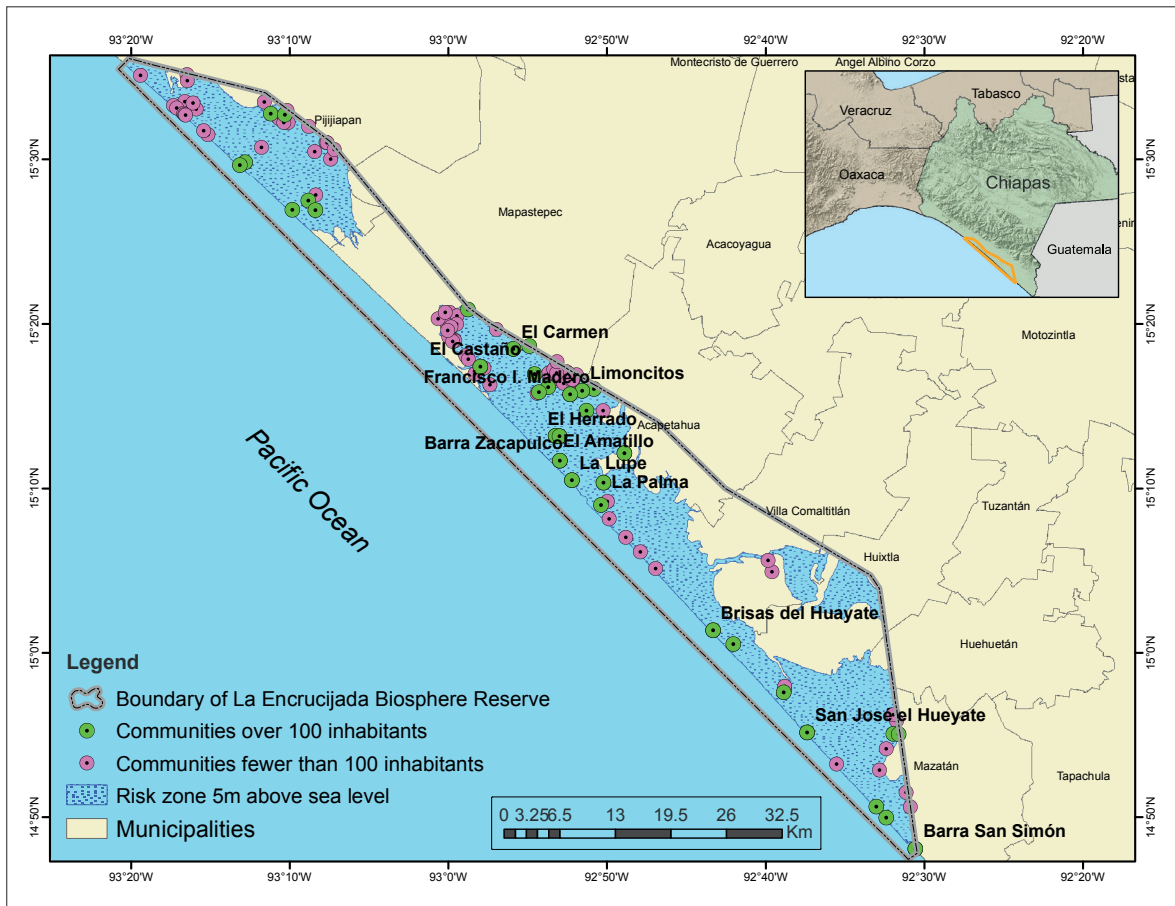 93°20'W 93°10'W 93°0'W 92°50'W 92°40'W 92°30'W 92°20'W
Montecristo de Guerrero Angel Albino Corzo
Tabasco
Veracruz
Oaxaca
Chiapas
Guatemala
15°30'N 15°30'N
Pijijiapan
Mapastepec
Acacoyagua
15°20'N 15°20'N
Motozintla
El Carmen
El Castaño
Francisco I. Madero
Limoncitos
El Herrado
Acapetahua
Barra Zacapulco
El Amatillo
La Lupe
La Palma
15°10'N 15°10'N
Pacific Ocean
Villa Comaltitlán
Tuzantán
Huixtla
Brisas del Huayate
Huehuetán
15°0'N 15°0'N
San José el Hueyate
Mazatán
Tapachula
14°50'N 14°50'N
Barra San Simón
Legend
Boundary of La Encrucijada Biosphere Reserve
Communities over 100 inhabitants
Communities fewer than 100 inhabitants
Risk zone 5m above sea level
Municipalities
0 3.25 6.5 13 19.5 26 32.5
Km
93°20'W 93°10'W 93°0'W 92°50'W 92°40'W 92°30'W 92°20'W